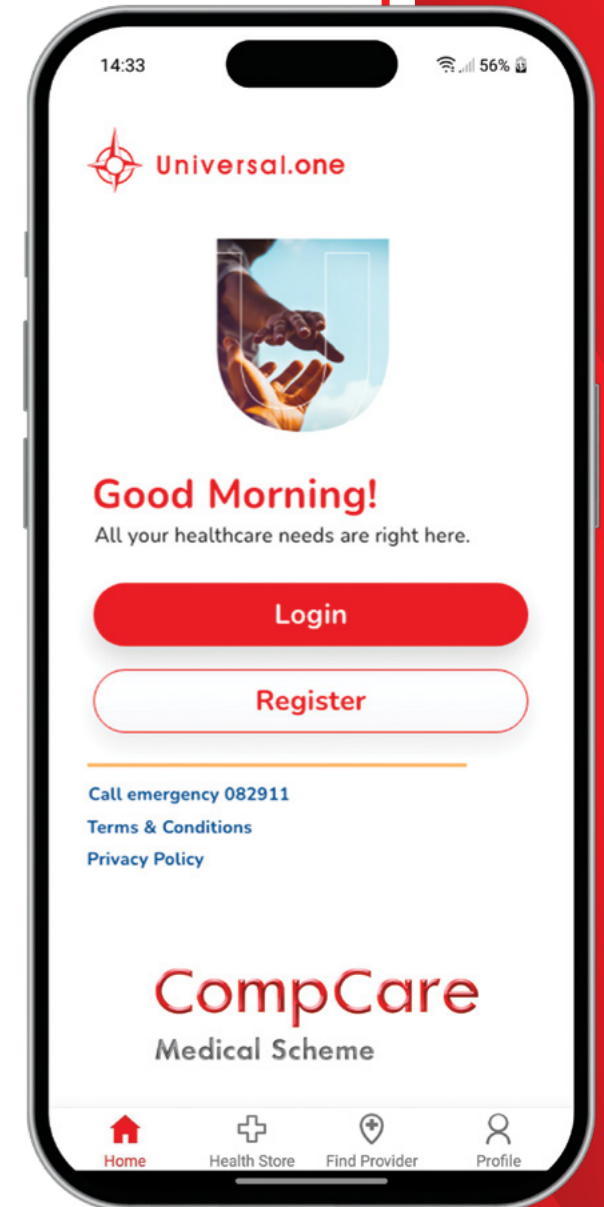 14:33
56%
Universal.one
Good Morning!
All your healthcare needs are right here.
Login
Register
Call emergency 082911
Terms & Conditions
Privacy Policy
CompCare
Medical Scheme
Home Health Store Find Provider Profile